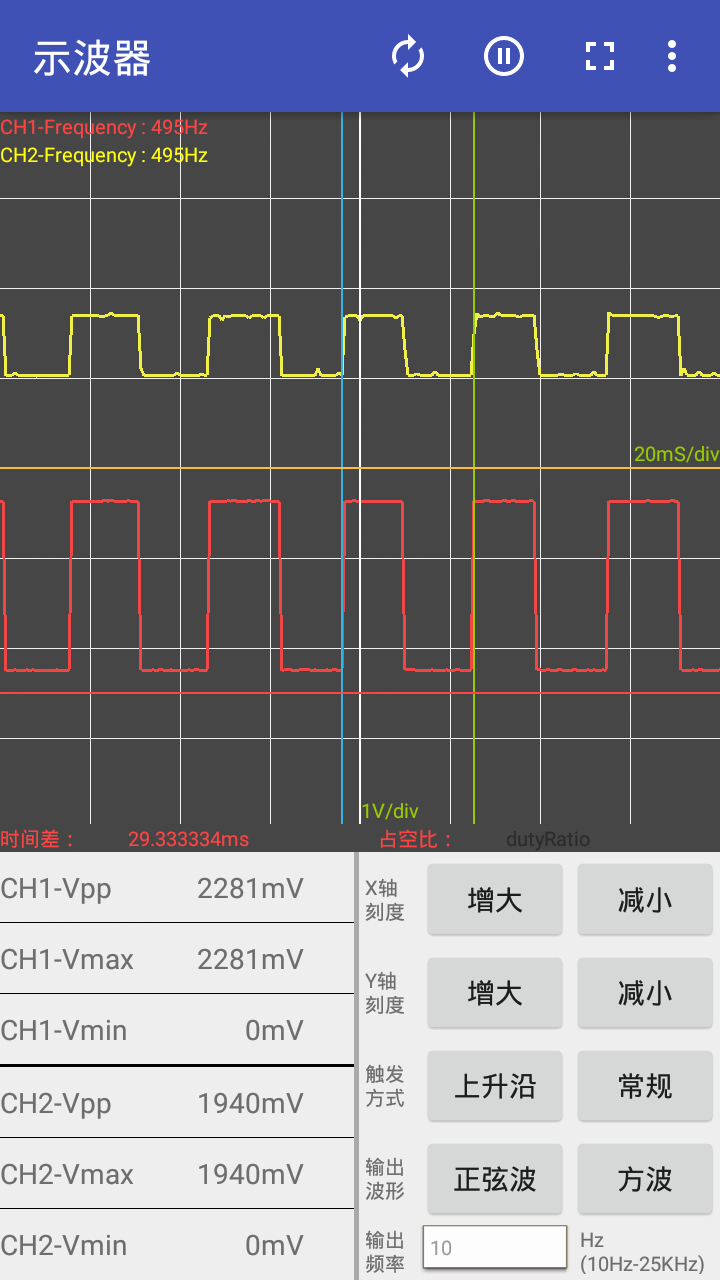 示波器
CH1-Frequency : 495Hz
CH2-Frequency : 495Hz
20mS/div
1V/div
时间差： 29.333334ms 占空比： dutyRatio
CH1-Vpp 2281mV
CH1-Vmax 2281mV
CH1-Vmin 0mV
CH2-Vpp 1940mV
CH2-Vmax 1940mV
CH2-Vmin 0mV
X轴
刻度
增大 减小
Y轴
刻度
增大 减小
触发
方式
上升沿 常规
输出
波形
正弦波 方波
输出
频率
10
Hz
(10Hz-25KHz)